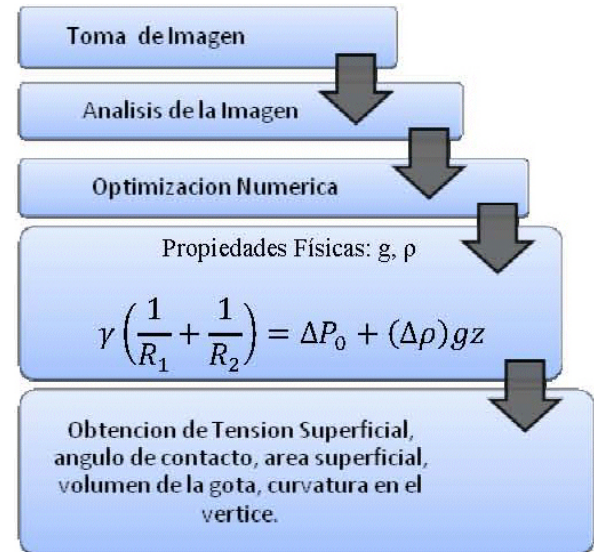 Toma de Imagen
Analisis de la Imagen
Optimizacion Numerica
Propiedades Físicas: g, ρ
γ(1/R₁ + 1/R₂) = ΔP₀ + (Δρ)gz
Obtencion de Tension Superficial,
angulo de contacto, area superficial,
volumen de la gota, curvatura en el
vertice.